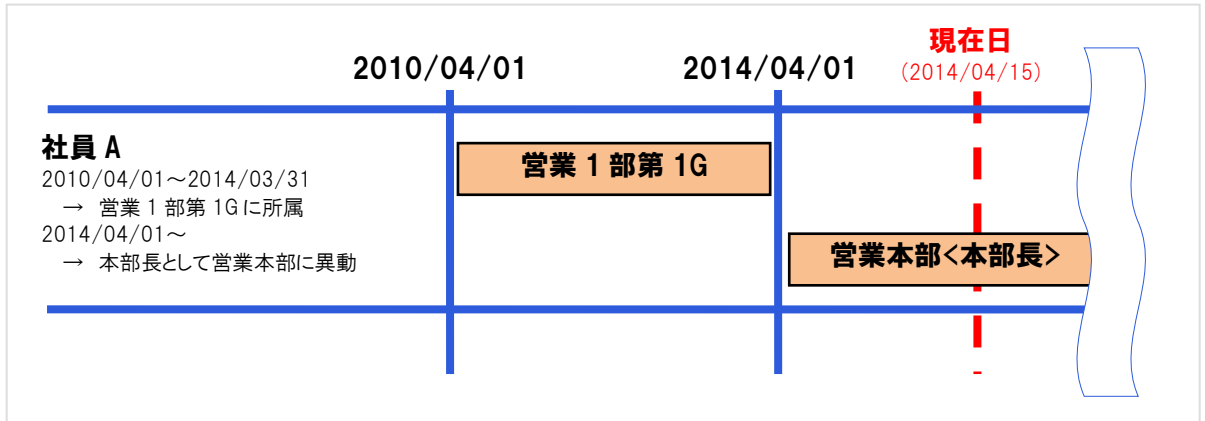 現在日
2010/04/01
2014/04/01
(2014/04/15)
社員 A
2010/04/01～2014/03/31
→ 営業 1 部第 1G に所属
2014/04/01～
→ 本部長として営業本部に異動
営業 1 部第 1G
営業本部<本部長>